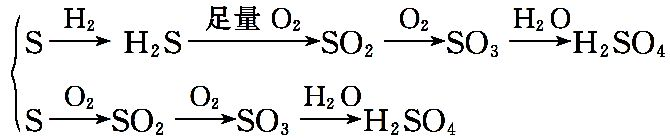 S H₂→ H₂S 足量 O₂→ SO₂ O₂→ SO₃ H₂O→ H₂SO₄
S O₂→ SO₂ O₂→ SO₃ H₂O→ H₂SO₄